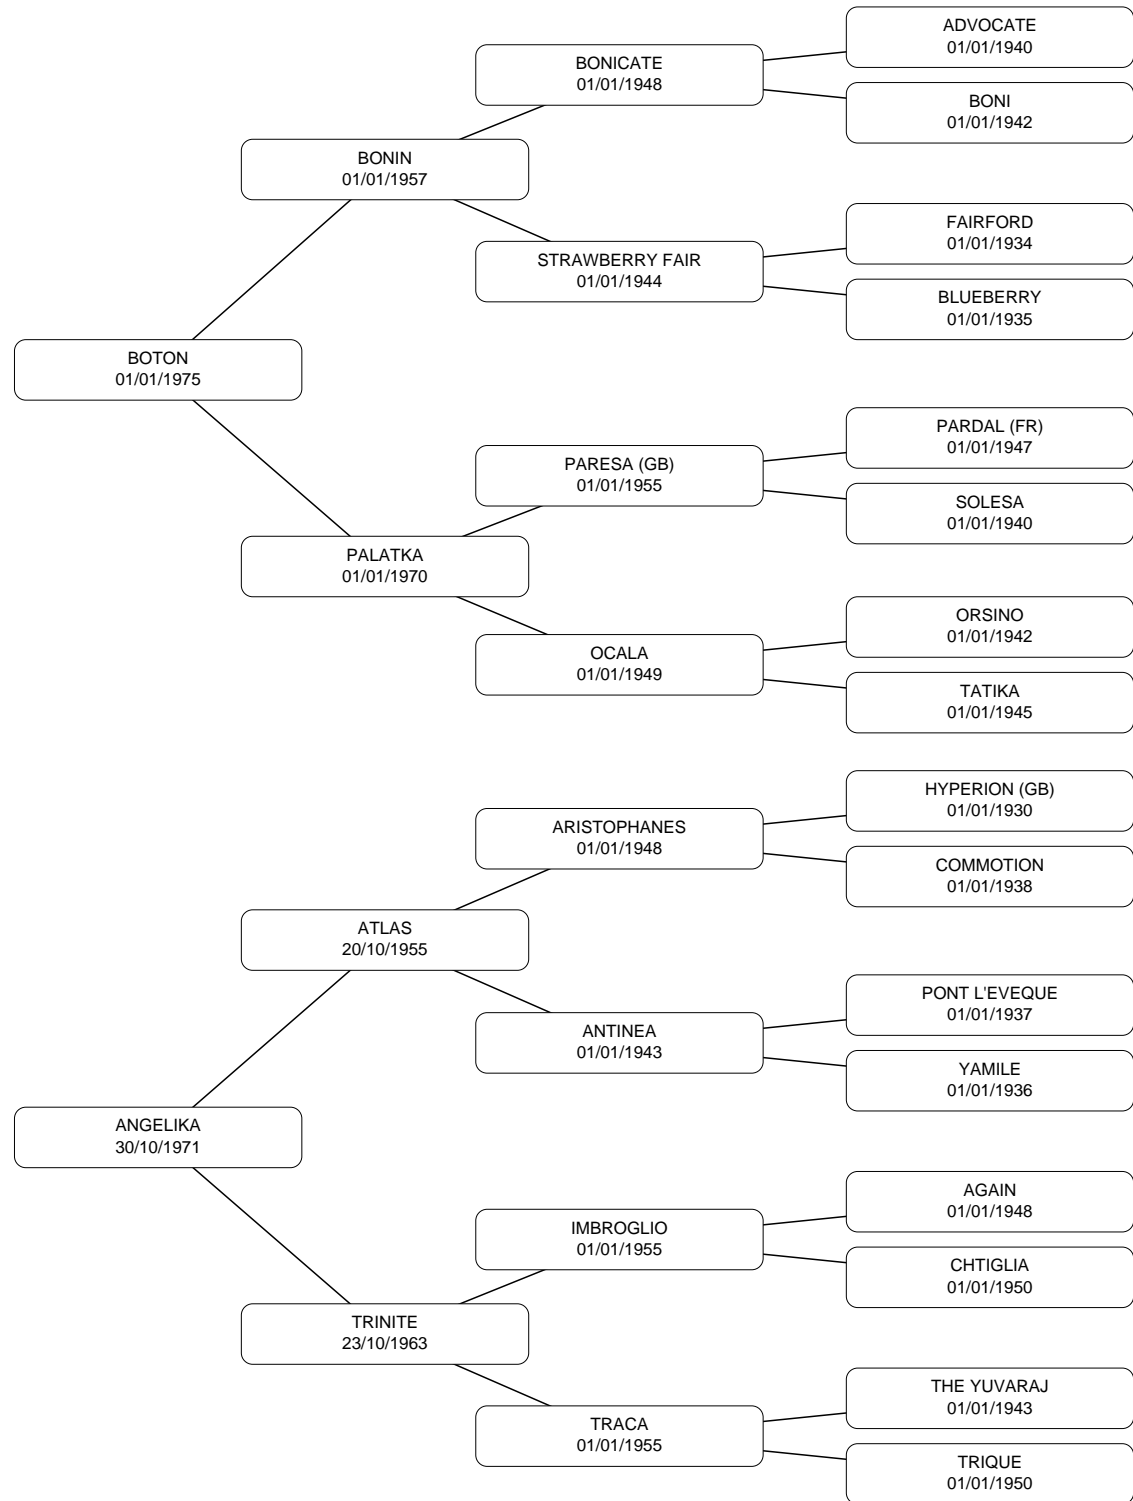 ADVOCATE
01/01/1940
BONICATE
01/01/1948
BONI
01/01/1942
BONIN
01/01/1957
FAIRFORD
01/01/1934
STRAWBERRY FAIR
01/01/1944
BLUEBERRY
01/01/1935
BOTON
01/01/1975
PARDAL (FR)
01/01/1947
PARESA (GB)
01/01/1955
SOLESA
01/01/1940
PALATKA
01/01/1970
ORSINO
01/01/1942
OCALA
01/01/1949
TATIKA
01/01/1945
HYPERION (GB)
01/01/1930
ARISTOPHANES
01/01/1948
COMMOTION
01/01/1938
ATLAS
20/10/1955
PONT L'EVEQUE
01/01/1937
ANTINEA
01/01/1943
YAMILE
01/01/1936
ANGELIKA
30/10/1971
AGAIN
01/01/1948
IMBROGLIO
01/01/1955
CHTIGLIA
01/01/1950
TRINITE
23/10/1963
THE YUVARAJ
01/01/1943
TRACA
01/01/1955
TRIQUE
01/01/1950